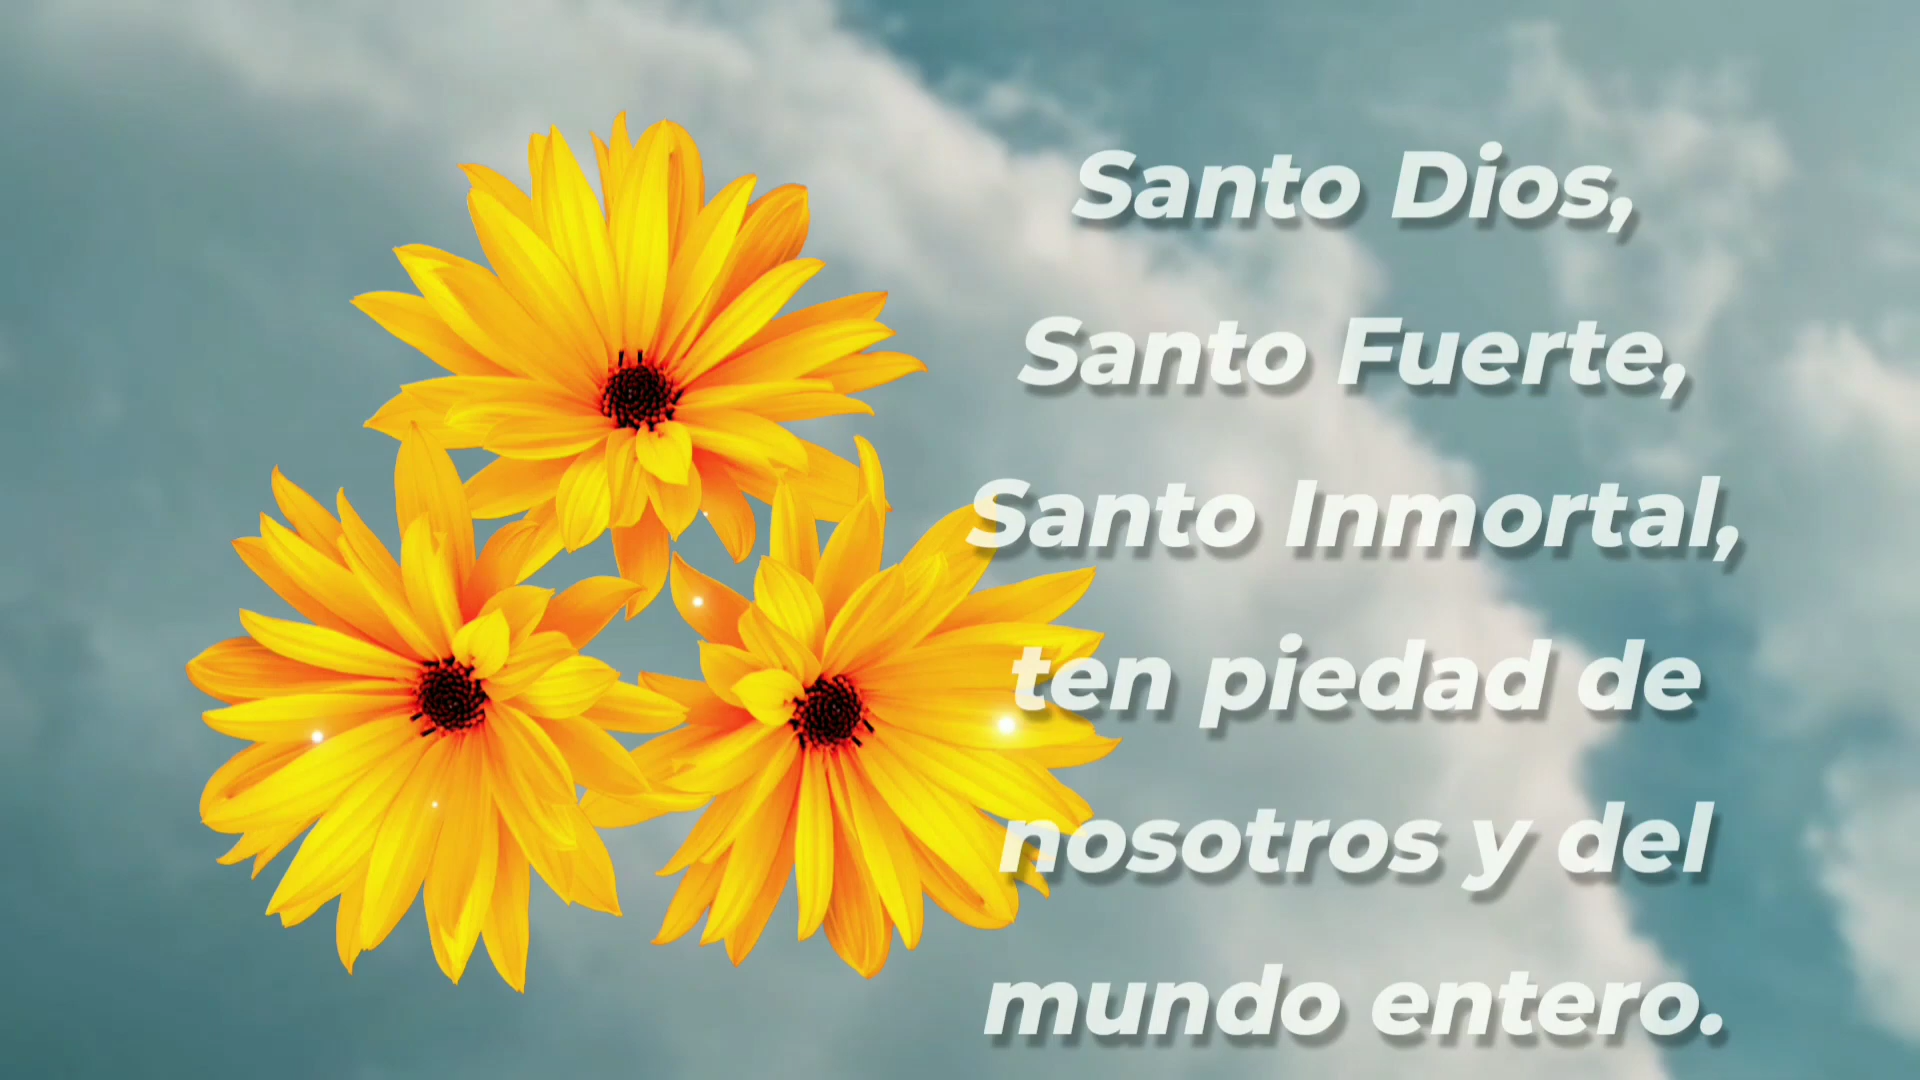 Santo Dios,
Santo Fuerte,
Santo Inmortal,
ten piedad de
nosotros y del
mundo entero.